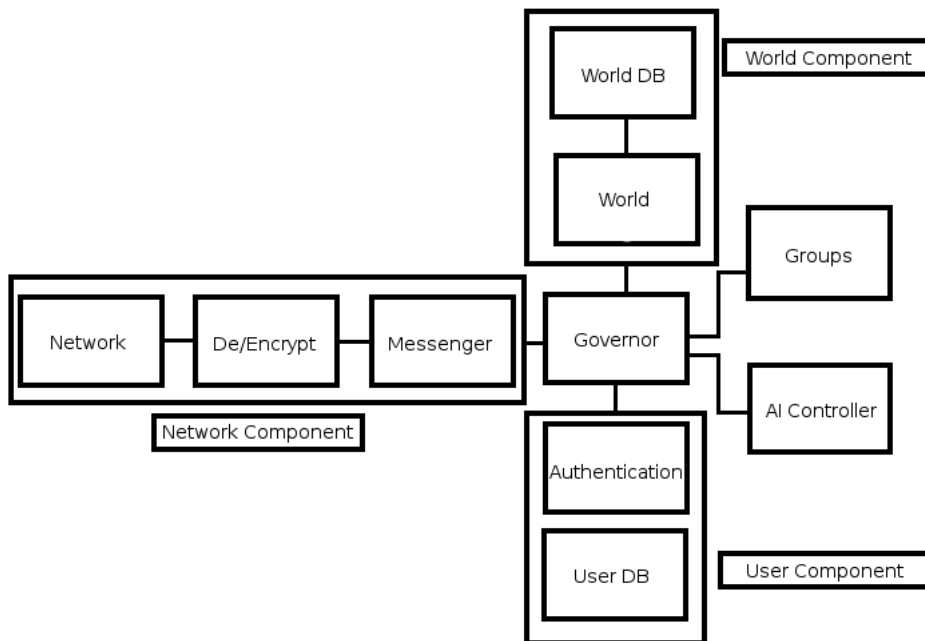 World DB
World Component
World
Groups
Network
De/Encrypt
Messenger
Governor
AI Controller
Network Component
Authentication
User DB
User Component